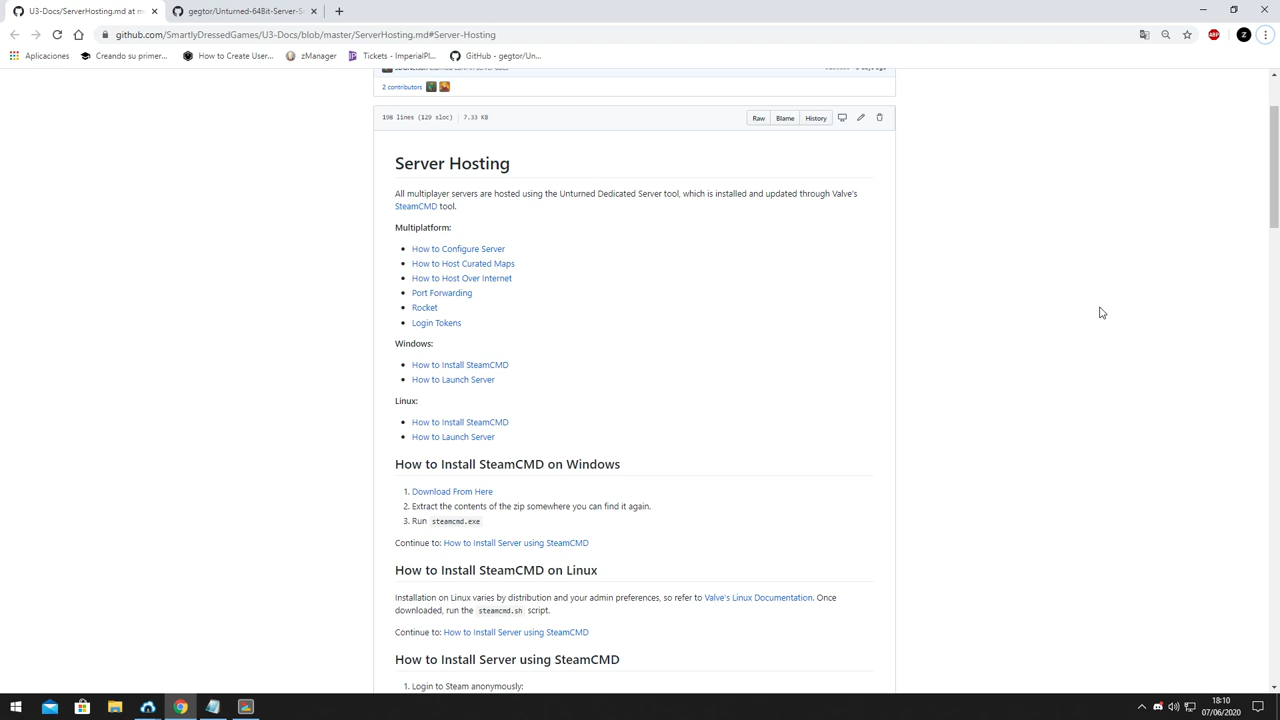 U3-Docs/ServerHosting.md at m
gegtor/Unturned-64Bit-Server-S
github.com/SmartlyDressedGames/U3-Docs/blob/master/ServerHosting.md#Server-Hosting
ABP
Z
Aplicaciones
Creando su primer...
How to Create User...
zManager
Tickets - ImperialPl...
GitHub - gegtor/Un...
2 contributors
198 lines (129 sloc) 7.33 KB
Raw Blame History
Server Hosting
All multiplayer servers are hosted using the Unturned Dedicated Server tool, which is installed and updated through Valve's
SteamCMD tool.
Multiplatform:
How to Configure Server
How to Host Curated Maps
How to Host Over Internet
Port Forwarding
Rocket
Login Tokens
Windows:
How to Install SteamCMD
How to Launch Server
Linux:
How to Install SteamCMD
How to Launch Server
How to Install SteamCMD on Windows
1. Download From Here
2. Extract the contents of the zip somewhere you can find it again.
3. Run steamcmd.exe
Continue to: How to Install Server using SteamCMD
How to Install SteamCMD on Linux
Installation on Linux varies by distribution and your admin preferences, so refer to Valve's Linux Documentation. Once
downloaded, run the steamcmd.sh script.
Continue to: How to Install Server using SteamCMD
How to Install Server using SteamCMD
1. Login to Steam anonymously:
18:10
07/06/2020